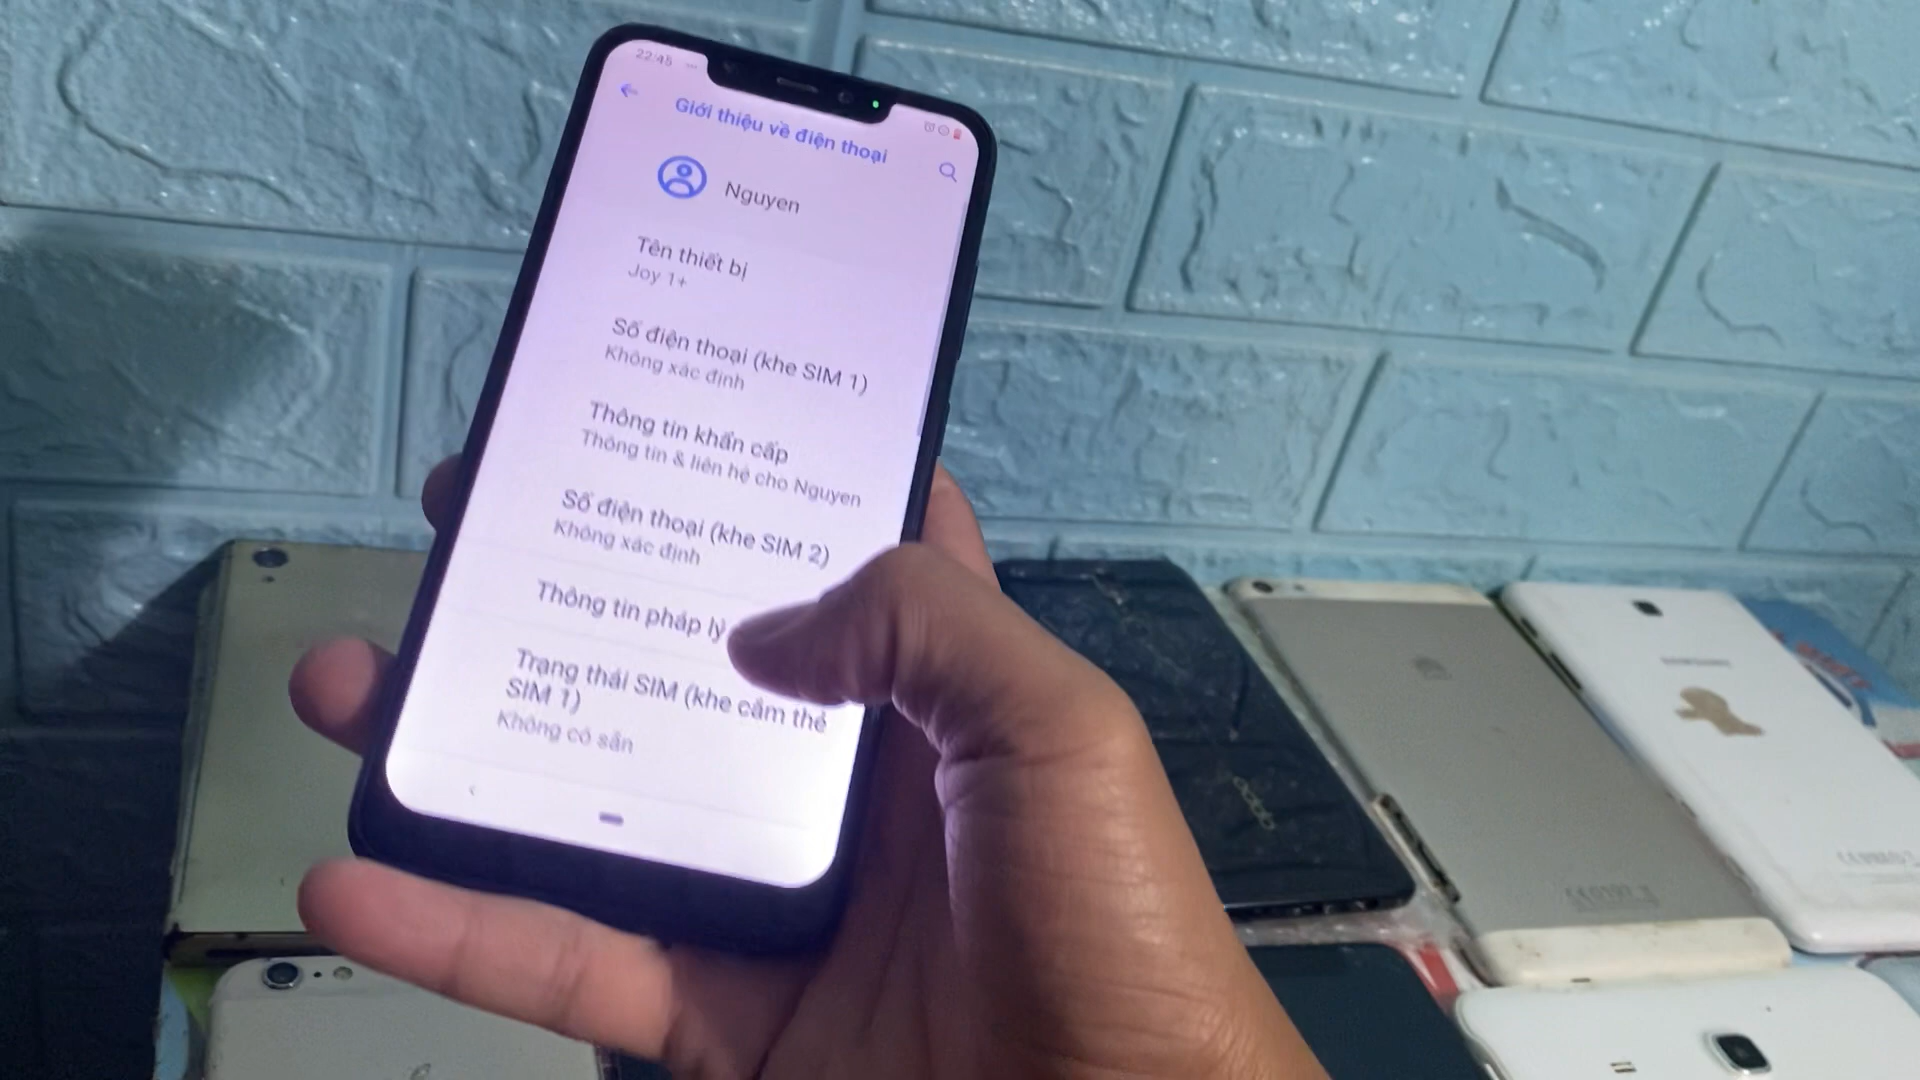 22:45
Giới thiệu về điện thoại
Nguyen
Tên thiết bị
Joy 1+
Số điện thoại (khe SIM 1)
Không xác định
Thông tin khẩn cấp
Thông tin & liên hệ cho Nguyen
Số điện thoại (khe SIM 2)
Không xác định
Thông tin pháp lý
Trạng thái SIM (khe cắm thẻ
SIM 1)
Không có sẵn
oppo
SAMSUNG